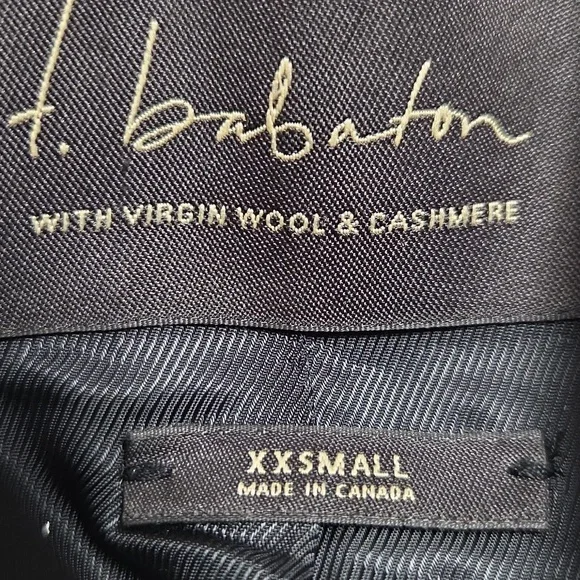 t. babaton
WITH VIRGIN WOOL & CASHMERE
XXSMALL
MADE IN CANADA